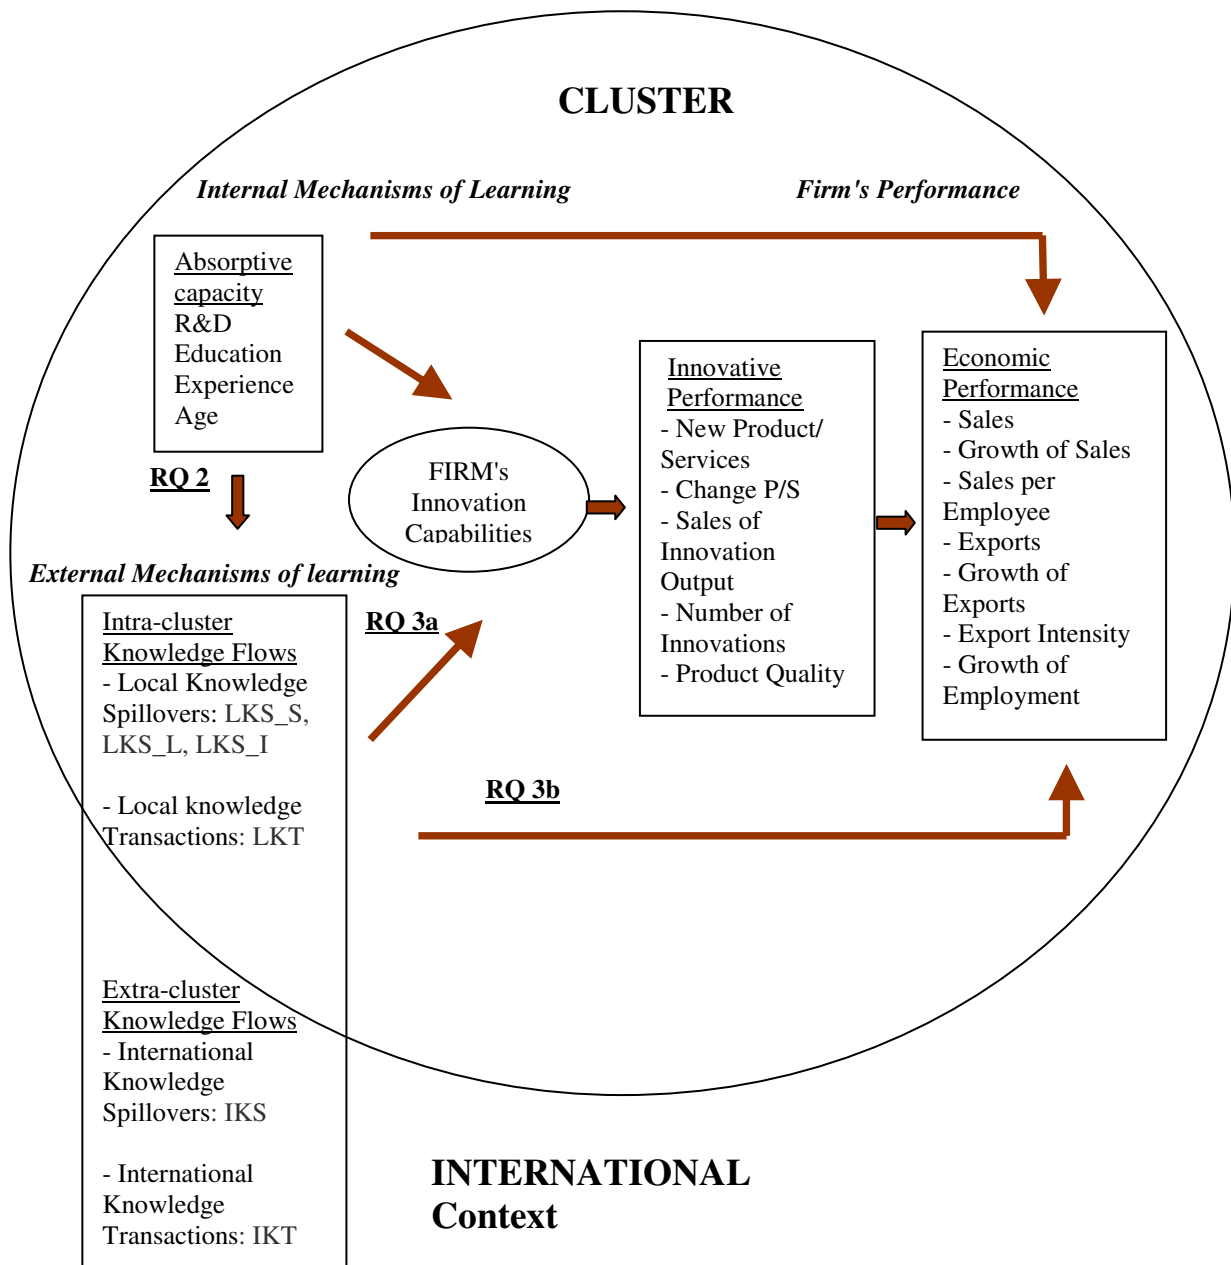 CLUSTER
Internal Mechanisms of Learning
Firm's Performance
Absorptive
capacity
R&D
Education
Experience
Age
RQ 2
FIRM's
Innovation
Capabilities
Innovative
Performance
- New Product/
Services
- Change P/S
- Sales of
Innovation
Output
- Number of
Innovations
- Product Quality
Economic
Performance
- Sales
- Growth of Sales
- Sales per
Employee
- Exports
- Growth of
Exports
- Export Intensity
- Growth of
Employment
External Mechanisms of learning
Intra-cluster
Knowledge Flows
- Local Knowledge
Spillovers: LKS_S,
LKS_L, LKS_I
- Local knowledge
Transactions: LKT
RQ 3a
RQ 3b
Extra-cluster
Knowledge Flows
- International
Knowledge
Spillovers: IKS
- International
Knowledge
Transactions: IKT
INTERNATIONAL
Context